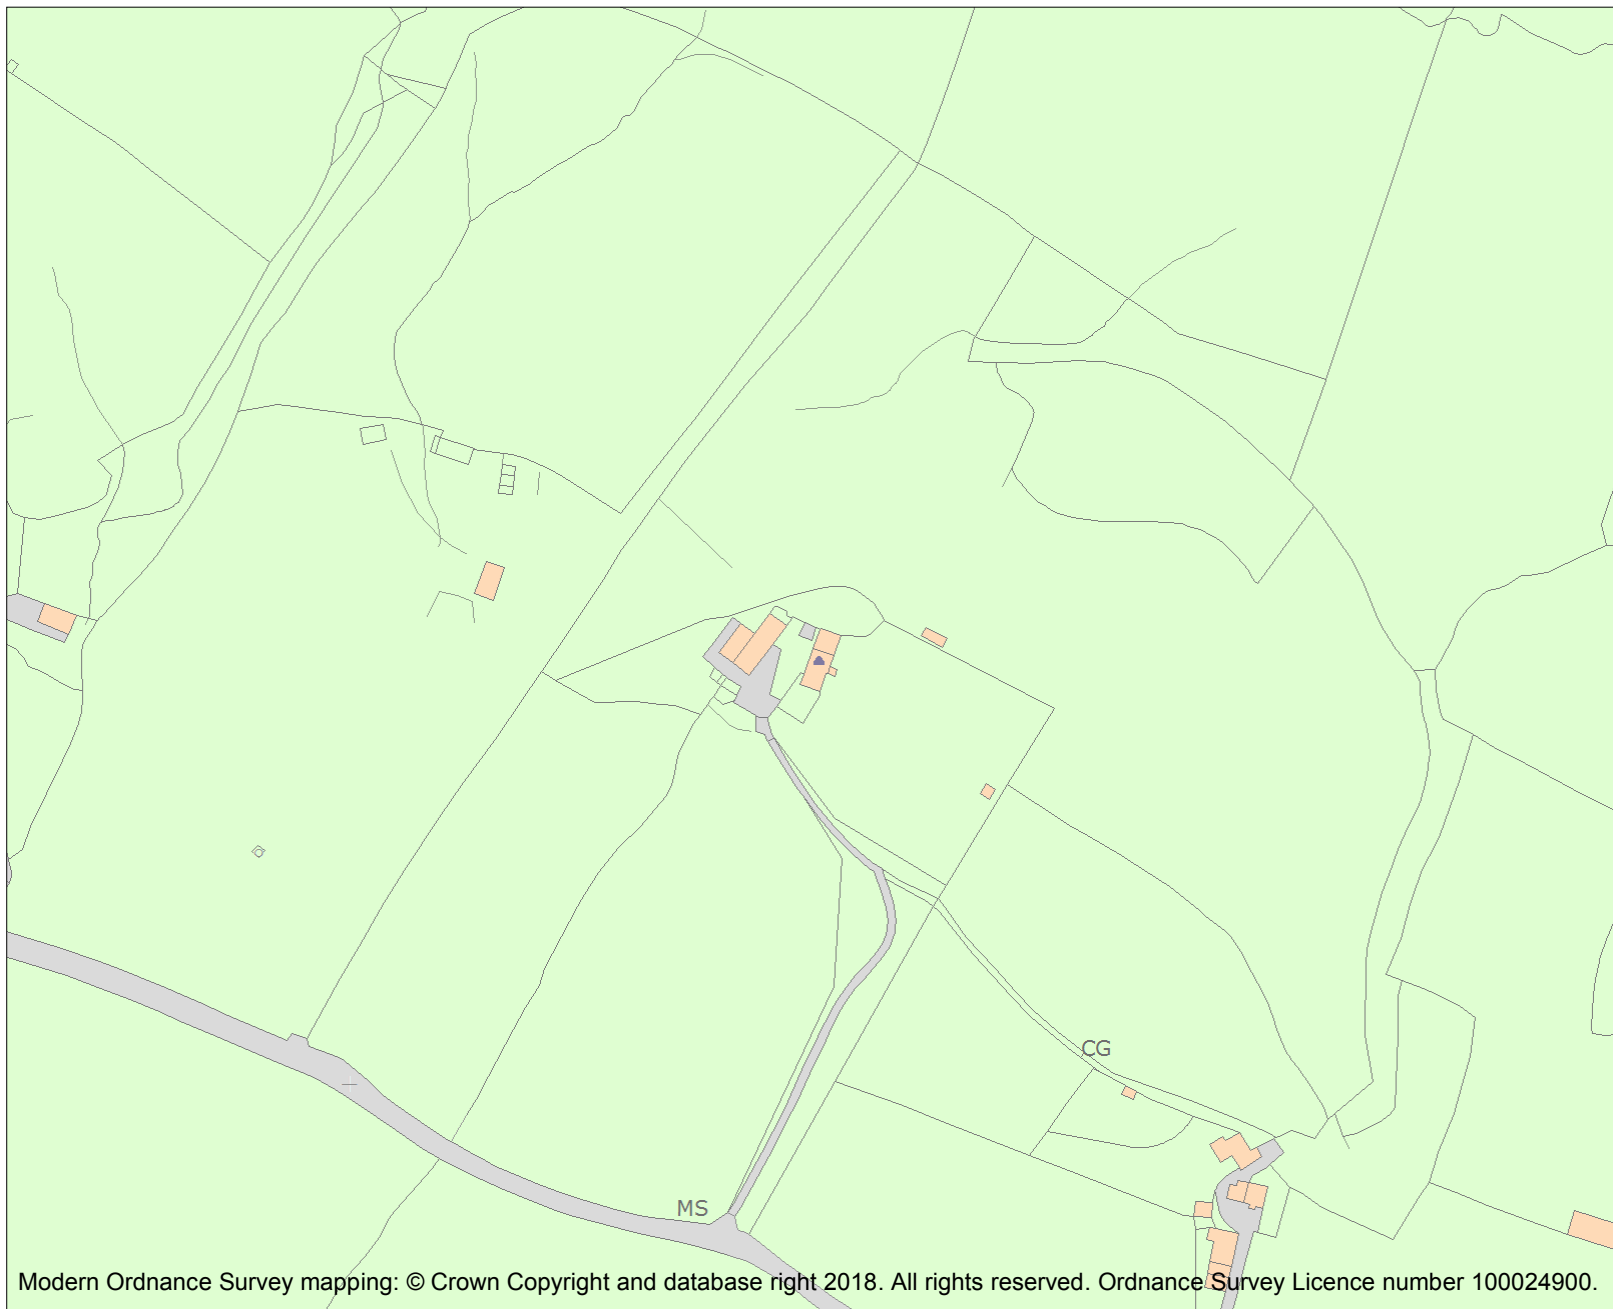 CG
MS
Modern Ordnance Survey mapping: © Crown Copyright and database right 2018. All rights reserved. Ordnance Survey Licence number 100024900.